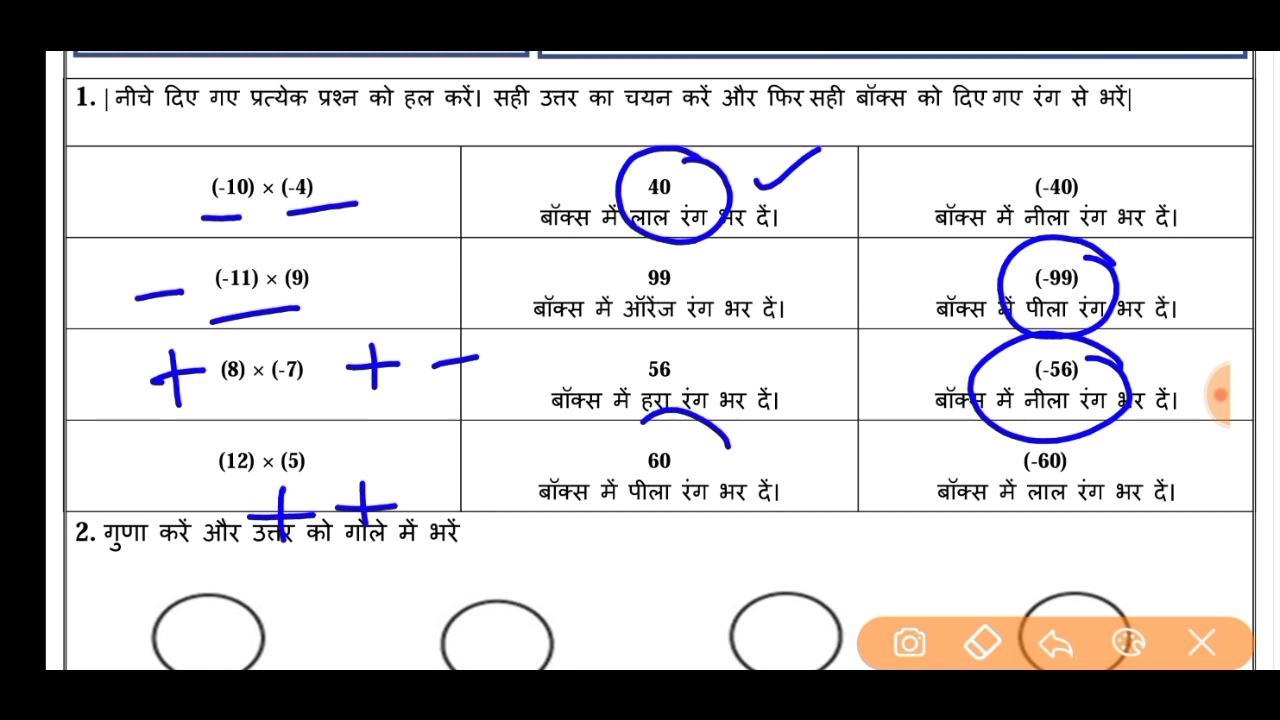 1. | नीचे दिए गए प्रत्येक प्रश्न को हल करें। सही उत्तर का चयन करें और फिर सही बॉक्स को दिए गए रंग से भरें|
(-10) × (-4)
40
बॉक्स में लाल रंग भर दें।
(-40)
बॉक्स में नीला रंग भर दें।
(-11) × (9)
99
बॉक्स में ऑरेंज रंग भर दें।
(-99)
बॉक्स में पीला रंग भर दें।
(8) × (-7)
56
बॉक्स में हरा रंग भर दें।
(-56)
बॉक्स में नीला रंग भर दें।
(12) × (5)
60
बॉक्स में पीला रंग भर दें।
(-60)
बॉक्स में लाल रंग भर दें।
2. गुणा करें और उत्तर को गोले में भरें